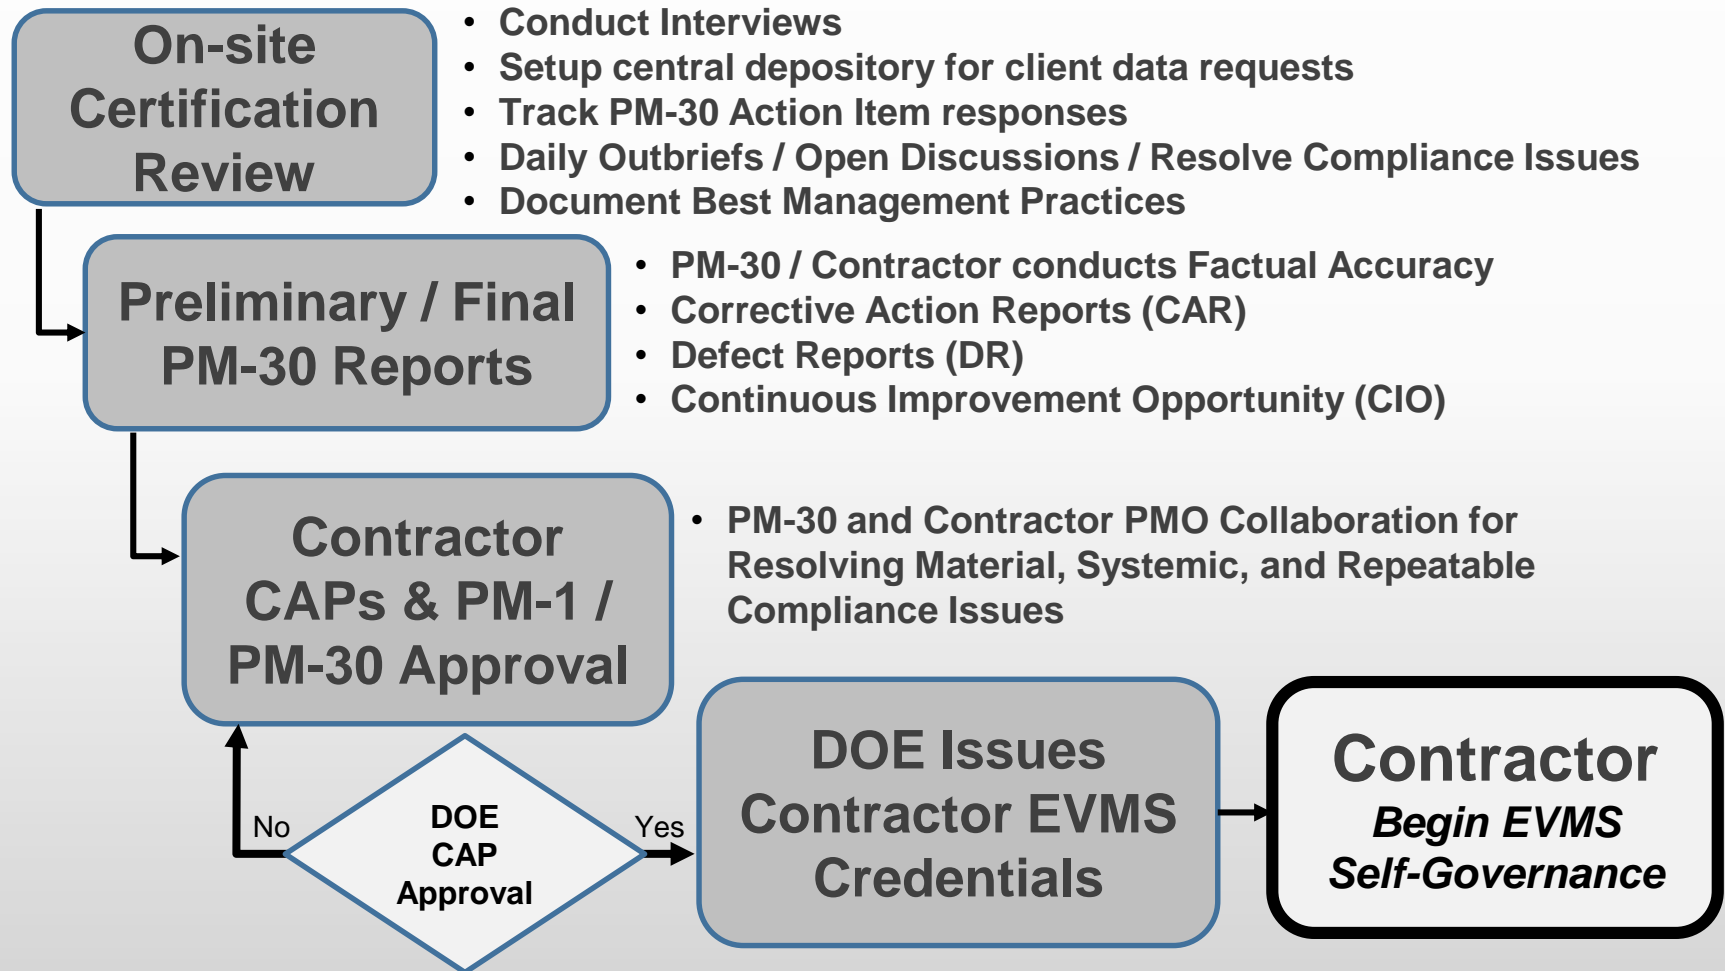 On-site
Certification
Review
• Conduct Interviews
• Setup central depository for client data requests
• Track PM-30 Action Item responses
• Daily Outbriefs / Open Discussions / Resolve Compliance Issues
• Document Best Management Practices
Preliminary / Final
PM-30 Reports
• PM-30 / Contractor conducts Factual Accuracy
• Corrective Action Reports (CAR)
• Defect Reports (DR)
• Continuous Improvement Opportunity (CIO)
Contractor
CAPs & PM-1 /
PM-30 Approval
• PM-30 and Contractor PMO Collaboration for
Resolving Material, Systemic, and Repeatable
Compliance Issues
No
DOE
CAP
Approval
Yes
DOE Issues
Contractor EVMS
Credentials
Contractor
Begin EVMS
Self-Governance